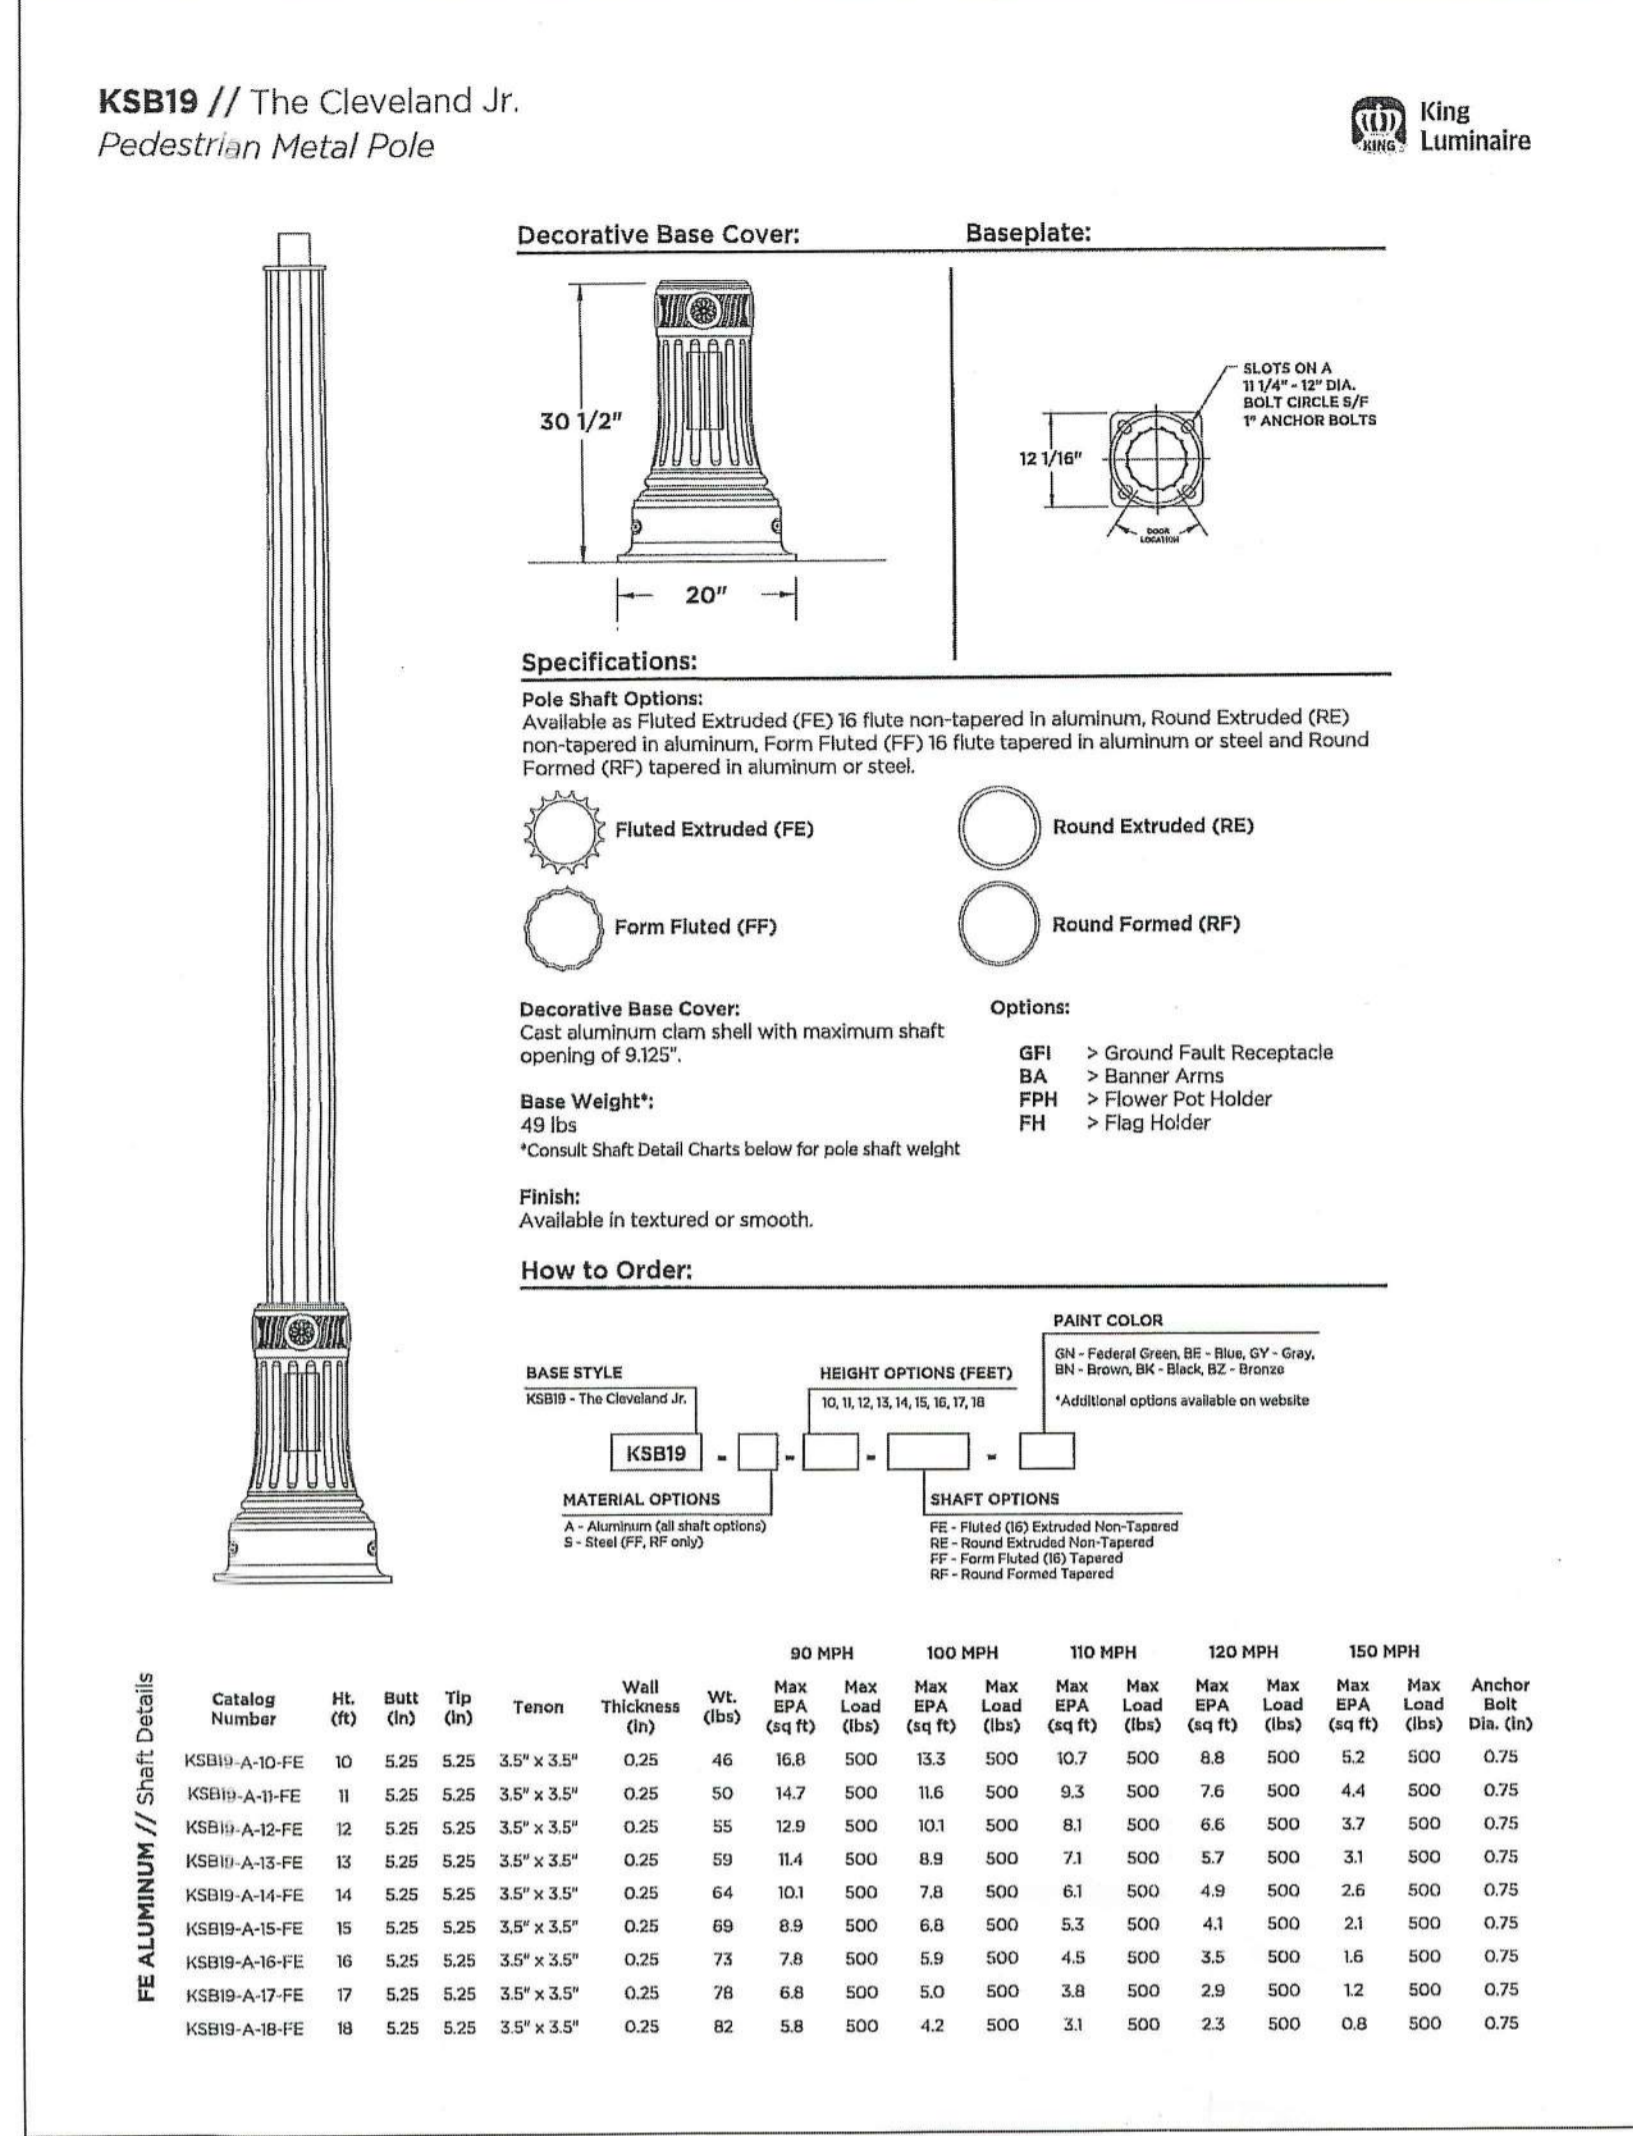 KSB19 // The Cleveland Jr.
Pedestrian Metal Pole
KING
King
Luminaire
Decorative Base Cover:
Baseplate:
30 1/2"
20"
SLOTS ON A
11 1/4" - 12" DIA.
BOLT CIRCLE S/F
1" ANCHOR BOLTS
12 1/16"
DOOR
LOCATION
Specifications:
Pole Shaft Options:
Available as Fluted Extruded (FE) 16 flute non-tapered in aluminum, Round Extruded (RE)
non-tapered in aluminum, Form Fluted (FF) 16 flute tapered in aluminum or steel and Round
Formed (RF) tapered in aluminum or steel.
Fluted Extruded (FE)
Round Extruded (RE)
Form Fluted (FF)
Round Formed (RF)
Decorative Base Cover:
Cast aluminum clam shell with maximum shaft
opening of 9.125".
Base Weight*:
49 lbs
*Consult Shaft Detail Charts below for pole shaft weight
Finish:
Available in textured or smooth.
Options:
GFI > Ground Fault Receptacle
BA > Banner Arms
FPH > Flower Pot Holder
FH > Flag Holder
How to Order:
PAINT COLOR
GN - Federal Green, BE - Blue, GY - Gray,
BN - Brown, BK - Black, BZ - Bronze
*Additional options available on website
BASE STYLE
KSB19 - The Cleveland Jr.
HEIGHT OPTIONS (FEET)
10, 11, 12, 13, 14, 15, 16, 17, 18
KSB19 - - - -
MATERIAL OPTIONS
A - Aluminum (all shaft options)
S - Steel (FF, RF only)
SHAFT OPTIONS
FE - Fluted (16) Extruded Non-Tapered
RE - Round Extruded Non-Tapered
FF - Form Fluted (16) Tapered
RF - Round Formed Tapered
FE ALUMINUM // Shaft Details
90 MPH 100 MPH 110 MPH 120 MPH 150 MPH
Catalog Number Ht. (ft) Butt (in) Tip (in) Tenon Wall Thickness (in) Wt. (lbs) Max EPA (sq ft) Max Load (lbs) Max EPA (sq ft) Max Load (lbs) Max EPA (sq ft) Max Load (lbs) Max EPA (sq ft) Max Load (lbs) Max EPA (sq ft) Max Load (lbs) Anchor Bolt Dia. (in)
KSB19-A-10-FE 10 5.25 5.25 3.5" x 3.5" 0.25 46 16.8 500 13.3 500 10.7 500 8.8 500 5.2 500 0.75
KSB19-A-11-FE 11 5.25 5.25 3.5" x 3.5" 0.25 50 14.7 500 11.6 500 9.3 500 7.6 500 4.4 500 0.75
KSB19-A-12-FE 12 5.25 5.25 3.5" x 3.5" 0.25 55 12.9 500 10.1 500 8.1 500 6.6 500 3.7 500 0.75
KSB19-A-13-FE 13 5.25 5.25 3.5" x 3.5" 0.25 59 11.4 500 8.9 500 7.1 500 5.7 500 3.1 500 0.75
KSB19-A-14-FE 14 5.25 5.25 3.5" x 3.5" 0.25 64 10.1 500 7.8 500 6.1 500 4.9 500 2.6 500 0.75
KSB19-A-15-FE 15 5.25 5.25 3.5" x 3.5" 0.25 69 8.9 500 6.8 500 5.3 500 4.1 500 2.1 500 0.75
KSB19-A-16-FE 16 5.25 5.25 3.5" x 3.5" 0.25 73 7.8 500 5.9 500 4.5 500 3.5 500 1.6 500 0.75
KSB19-A-17-FE 17 5.25 5.25 3.5" x 3.5" 0.25 78 6.8 500 5.0 500 3.8 500 2.9 500 1.2 500 0.75
KSB19-A-18-FE 18 5.25 5.25 3.5" x 3.5" 0.25 82 5.8 500 4.2 500 3.1 500 2.3 500 0.8 500 0.75